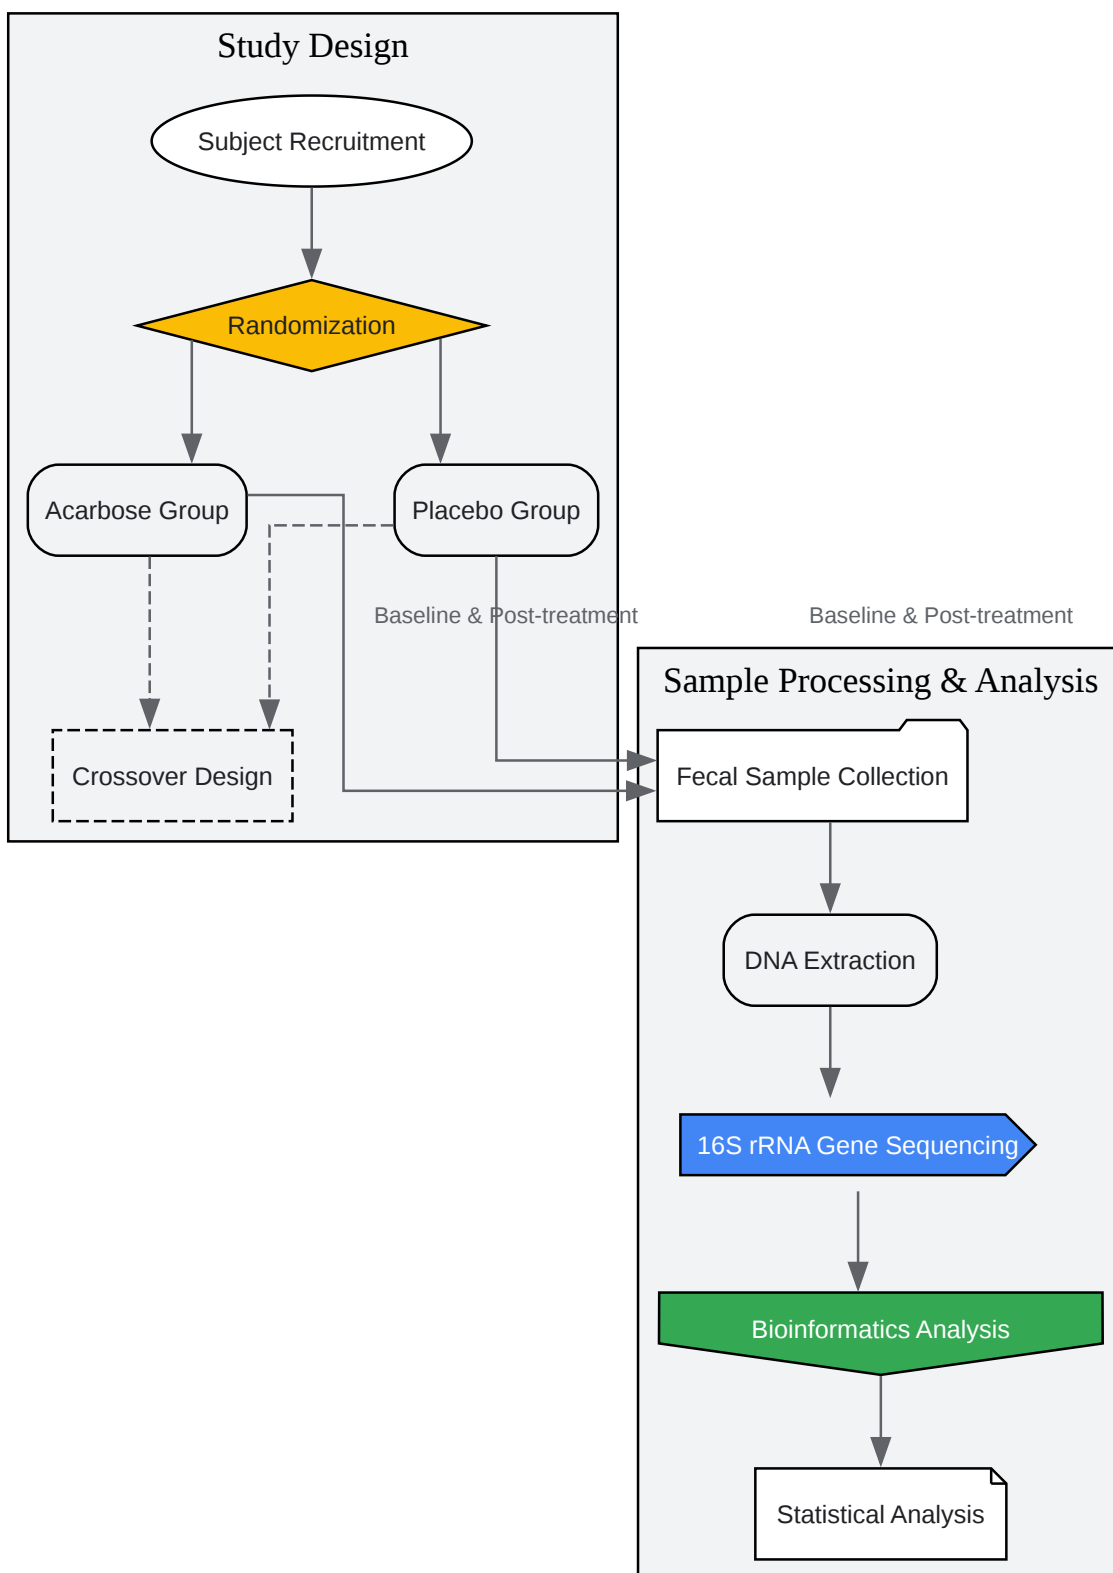 Study Design
Subject Recruitment
Randomization
Acarbose Group
Placebo Group
Baseline & Post-treatment
Baseline & Post-treatment
Crossover Design
Sample Processing & Analysis
Fecal Sample Collection
DNA Extraction
16S rRNA Gene Sequencing
Bioinformatics Analysis
Statistical Analysis